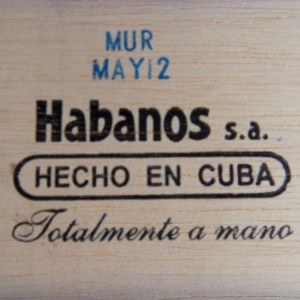 MUR
MAY12
Habanos s.a.
HECHO EN CUBA
Totalmente a mano